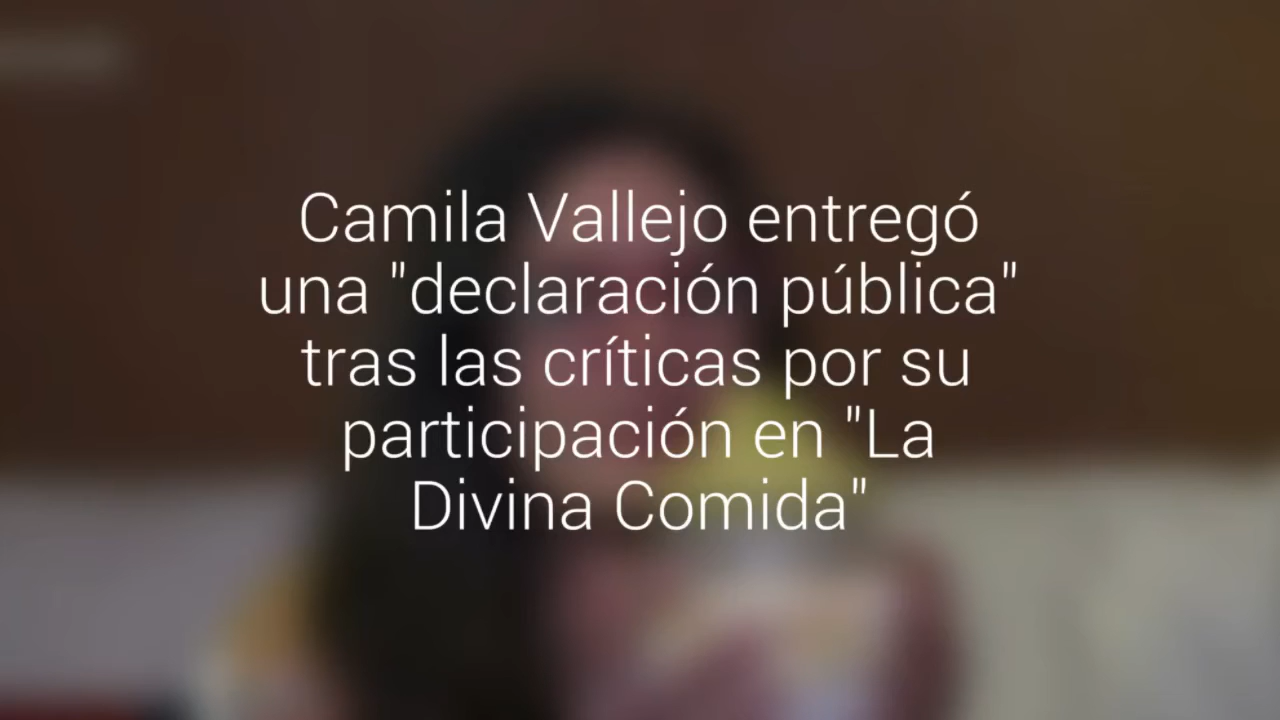 Camila Vallejo entregó
una "declaración pública"
tras las críticas por su
participación en "La
Divina Comida"